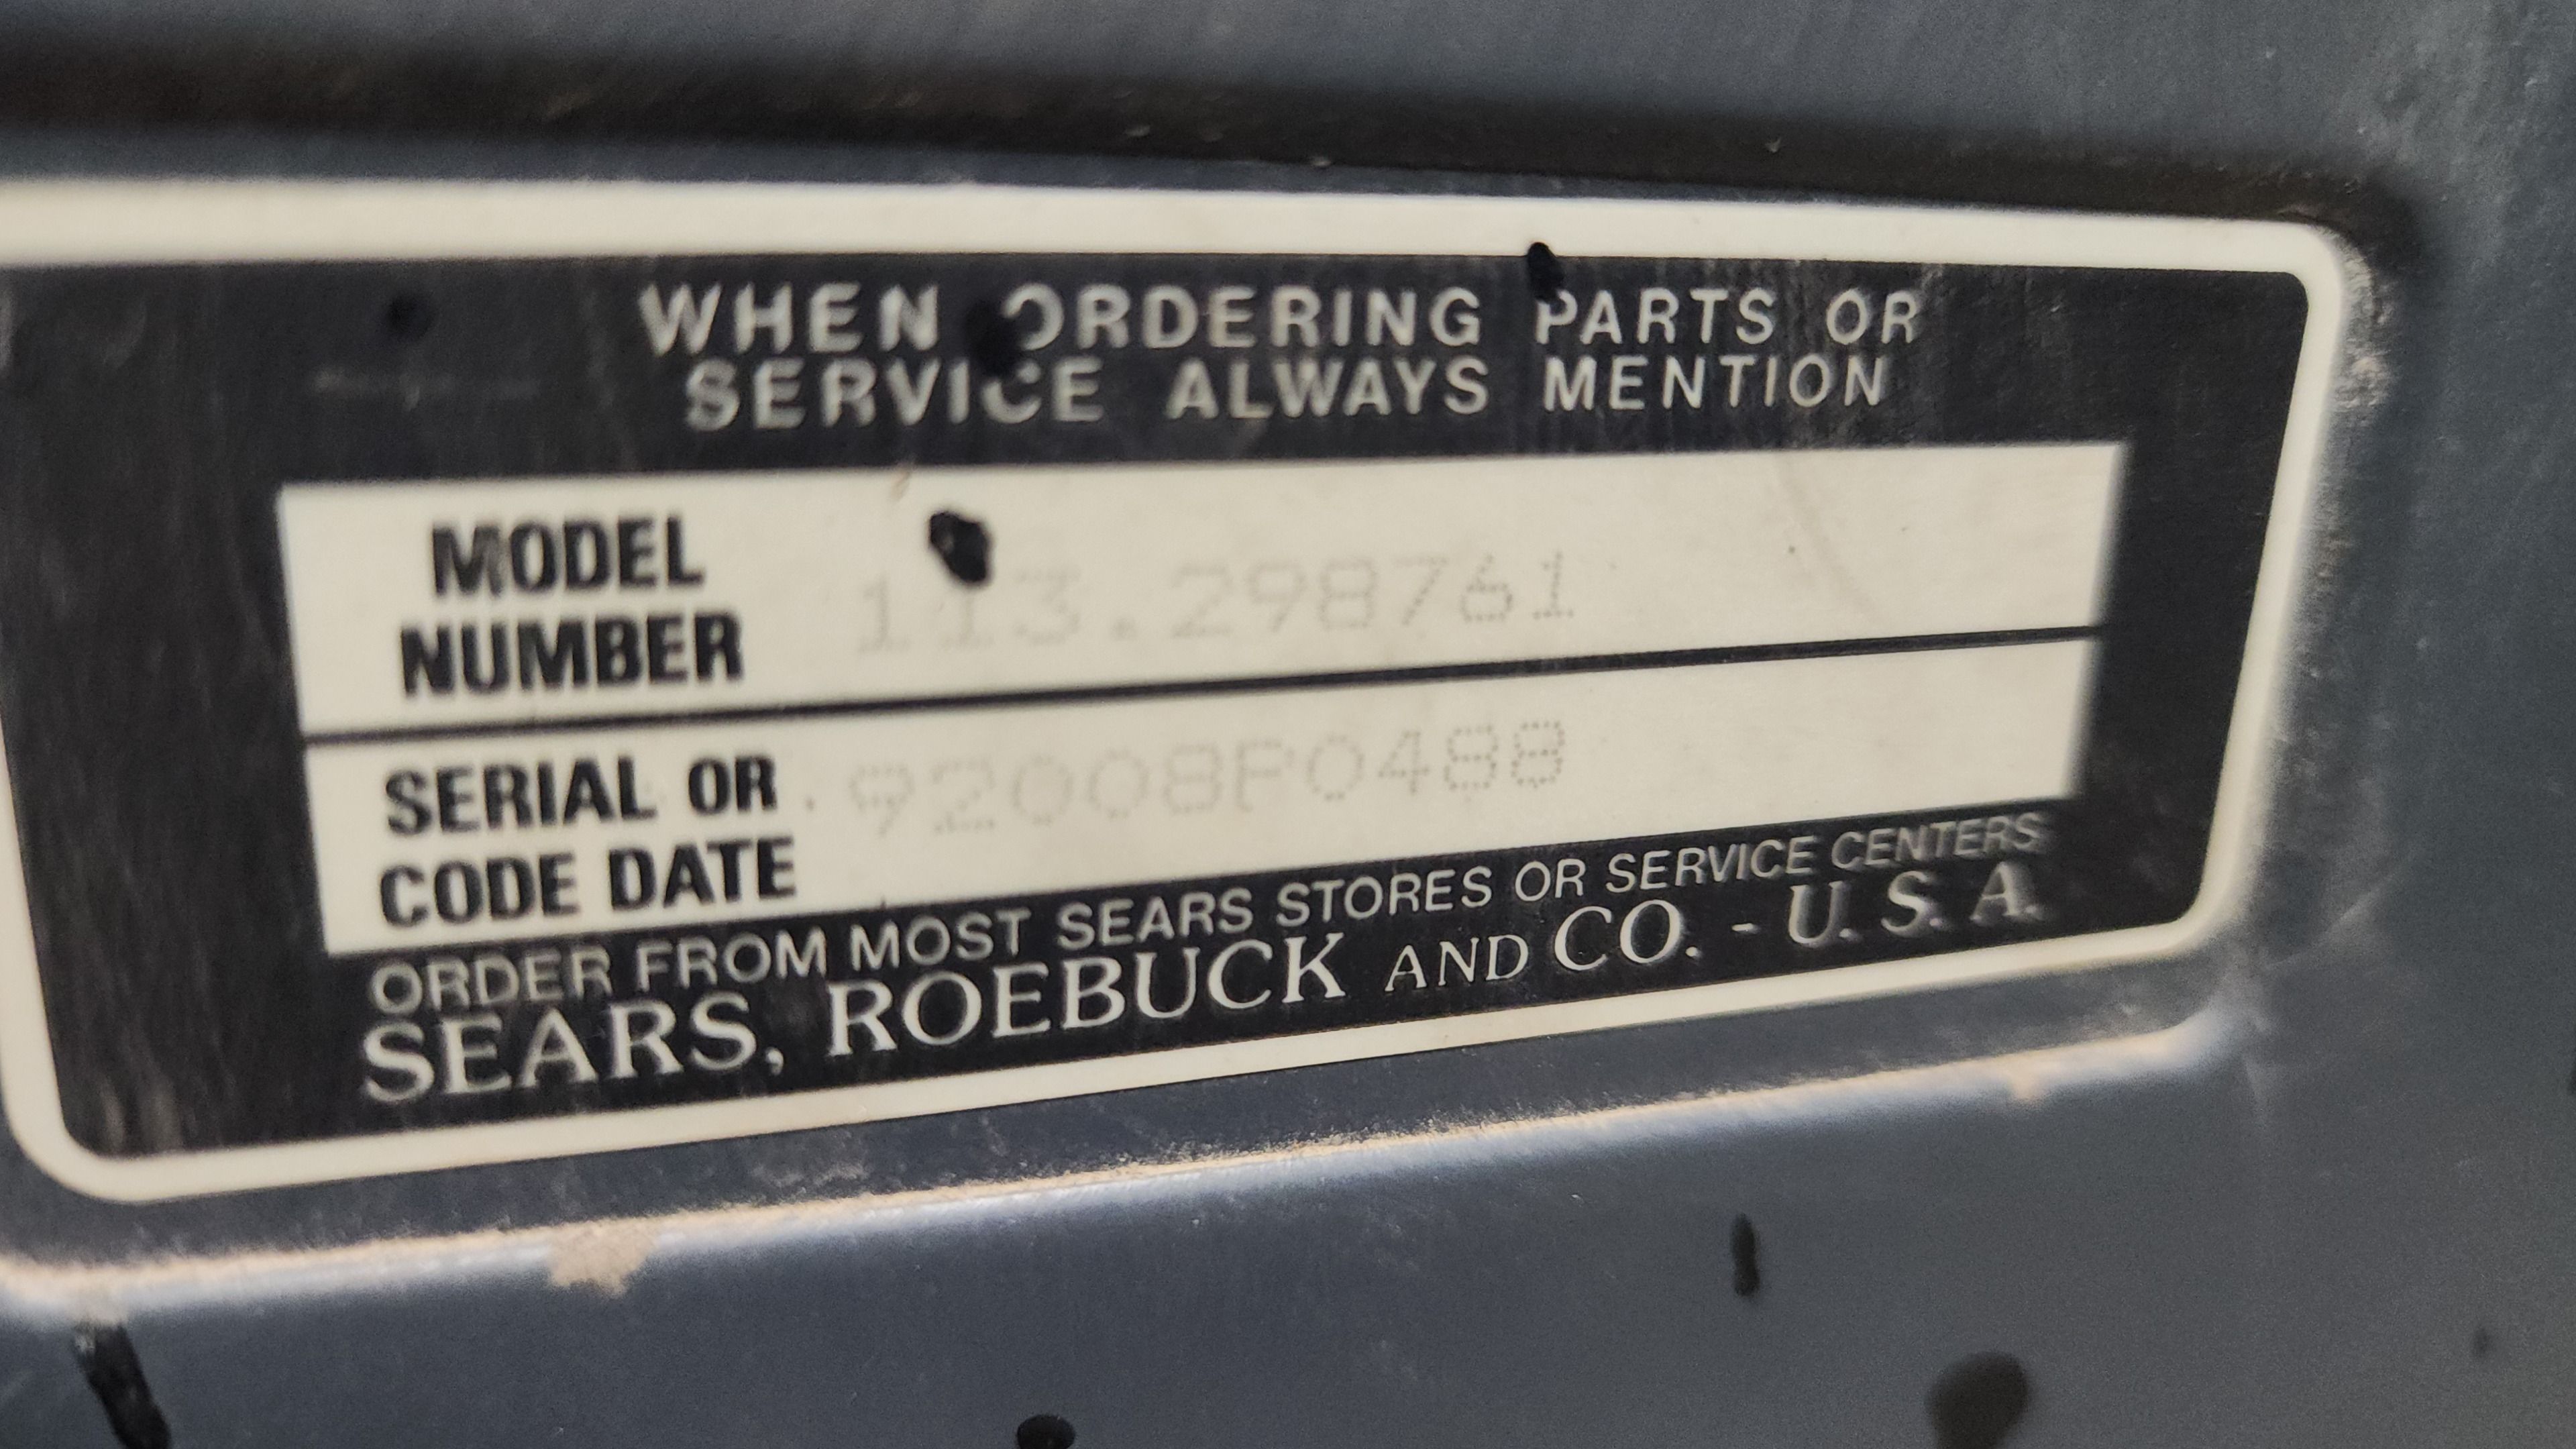 WHEN ORDERING PARTS OR
SERVICE ALWAYS MENTION
MODEL
NUMBER
113.298761
SERIAL OR
CODE DATE
92008P0488
ORDER FROM MOST SEARS STORES OR SERVICE CENTERS
SEARS, ROEBUCK AND CO. - U. S. A.